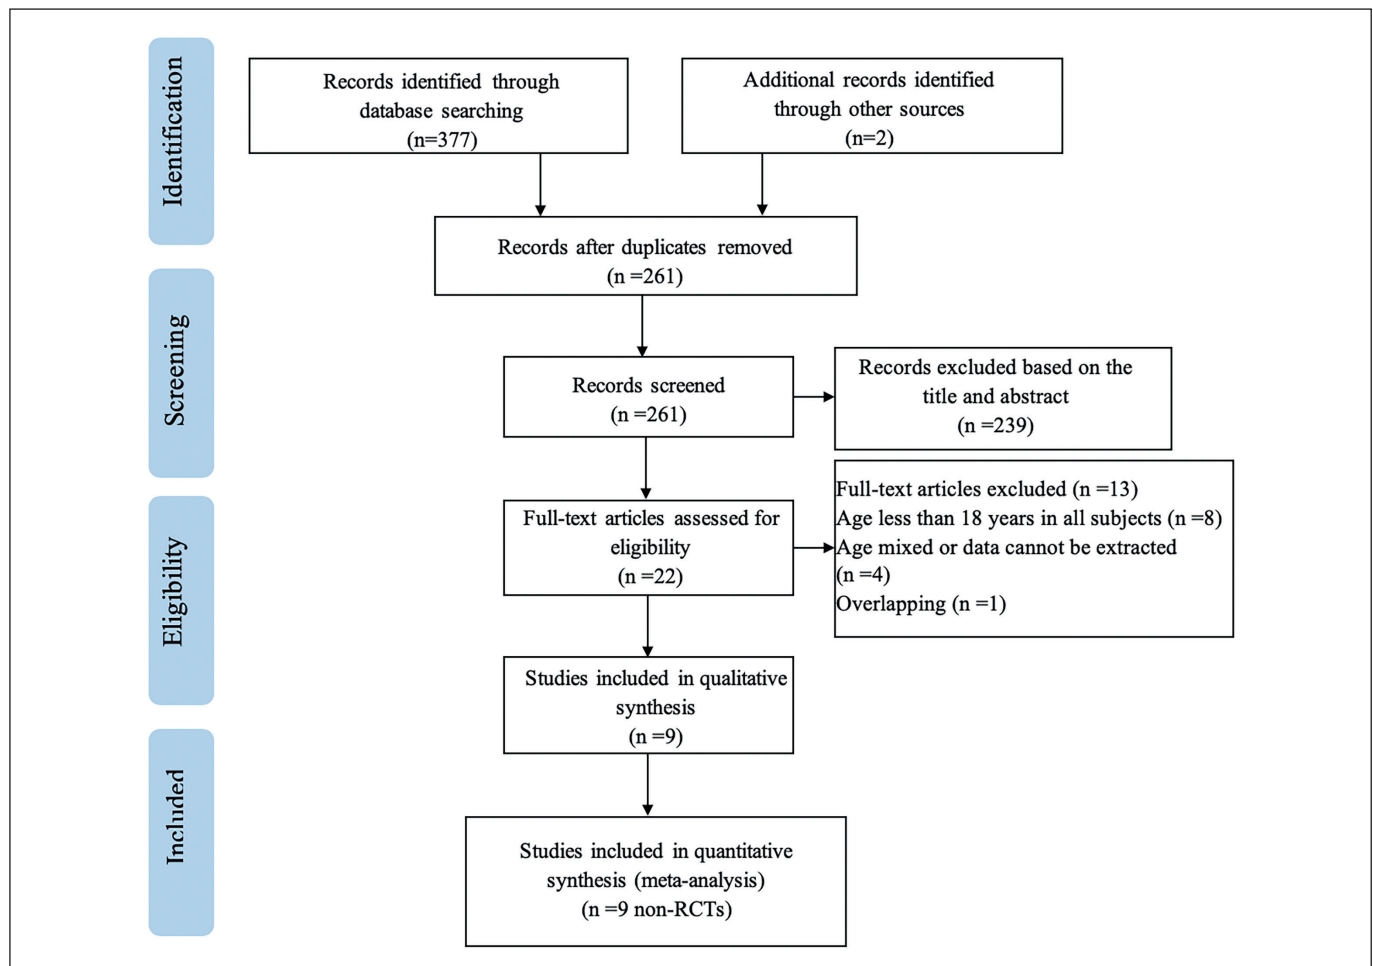 Identification
Records identified through
database searching
(n=377)
Additional records identified
through other sources
(n=2)
Records after duplicates removed
(n =261)
Screening
Records screened
(n =261)
Records excluded based on the
title and abstract
(n =239)
Eligibility
Full-text articles assessed for
eligibility
(n =22)
Full-text articles excluded (n =13)
Age less than 18 years in all subjects (n =8)
Age mixed or data cannot be extracted
(n =4)
Overlapping (n =1)
Studies included in qualitative
synthesis
(n =9)
Included
Studies included in quantitative
synthesis (meta-analysis)
(n =9 non-RCTs)